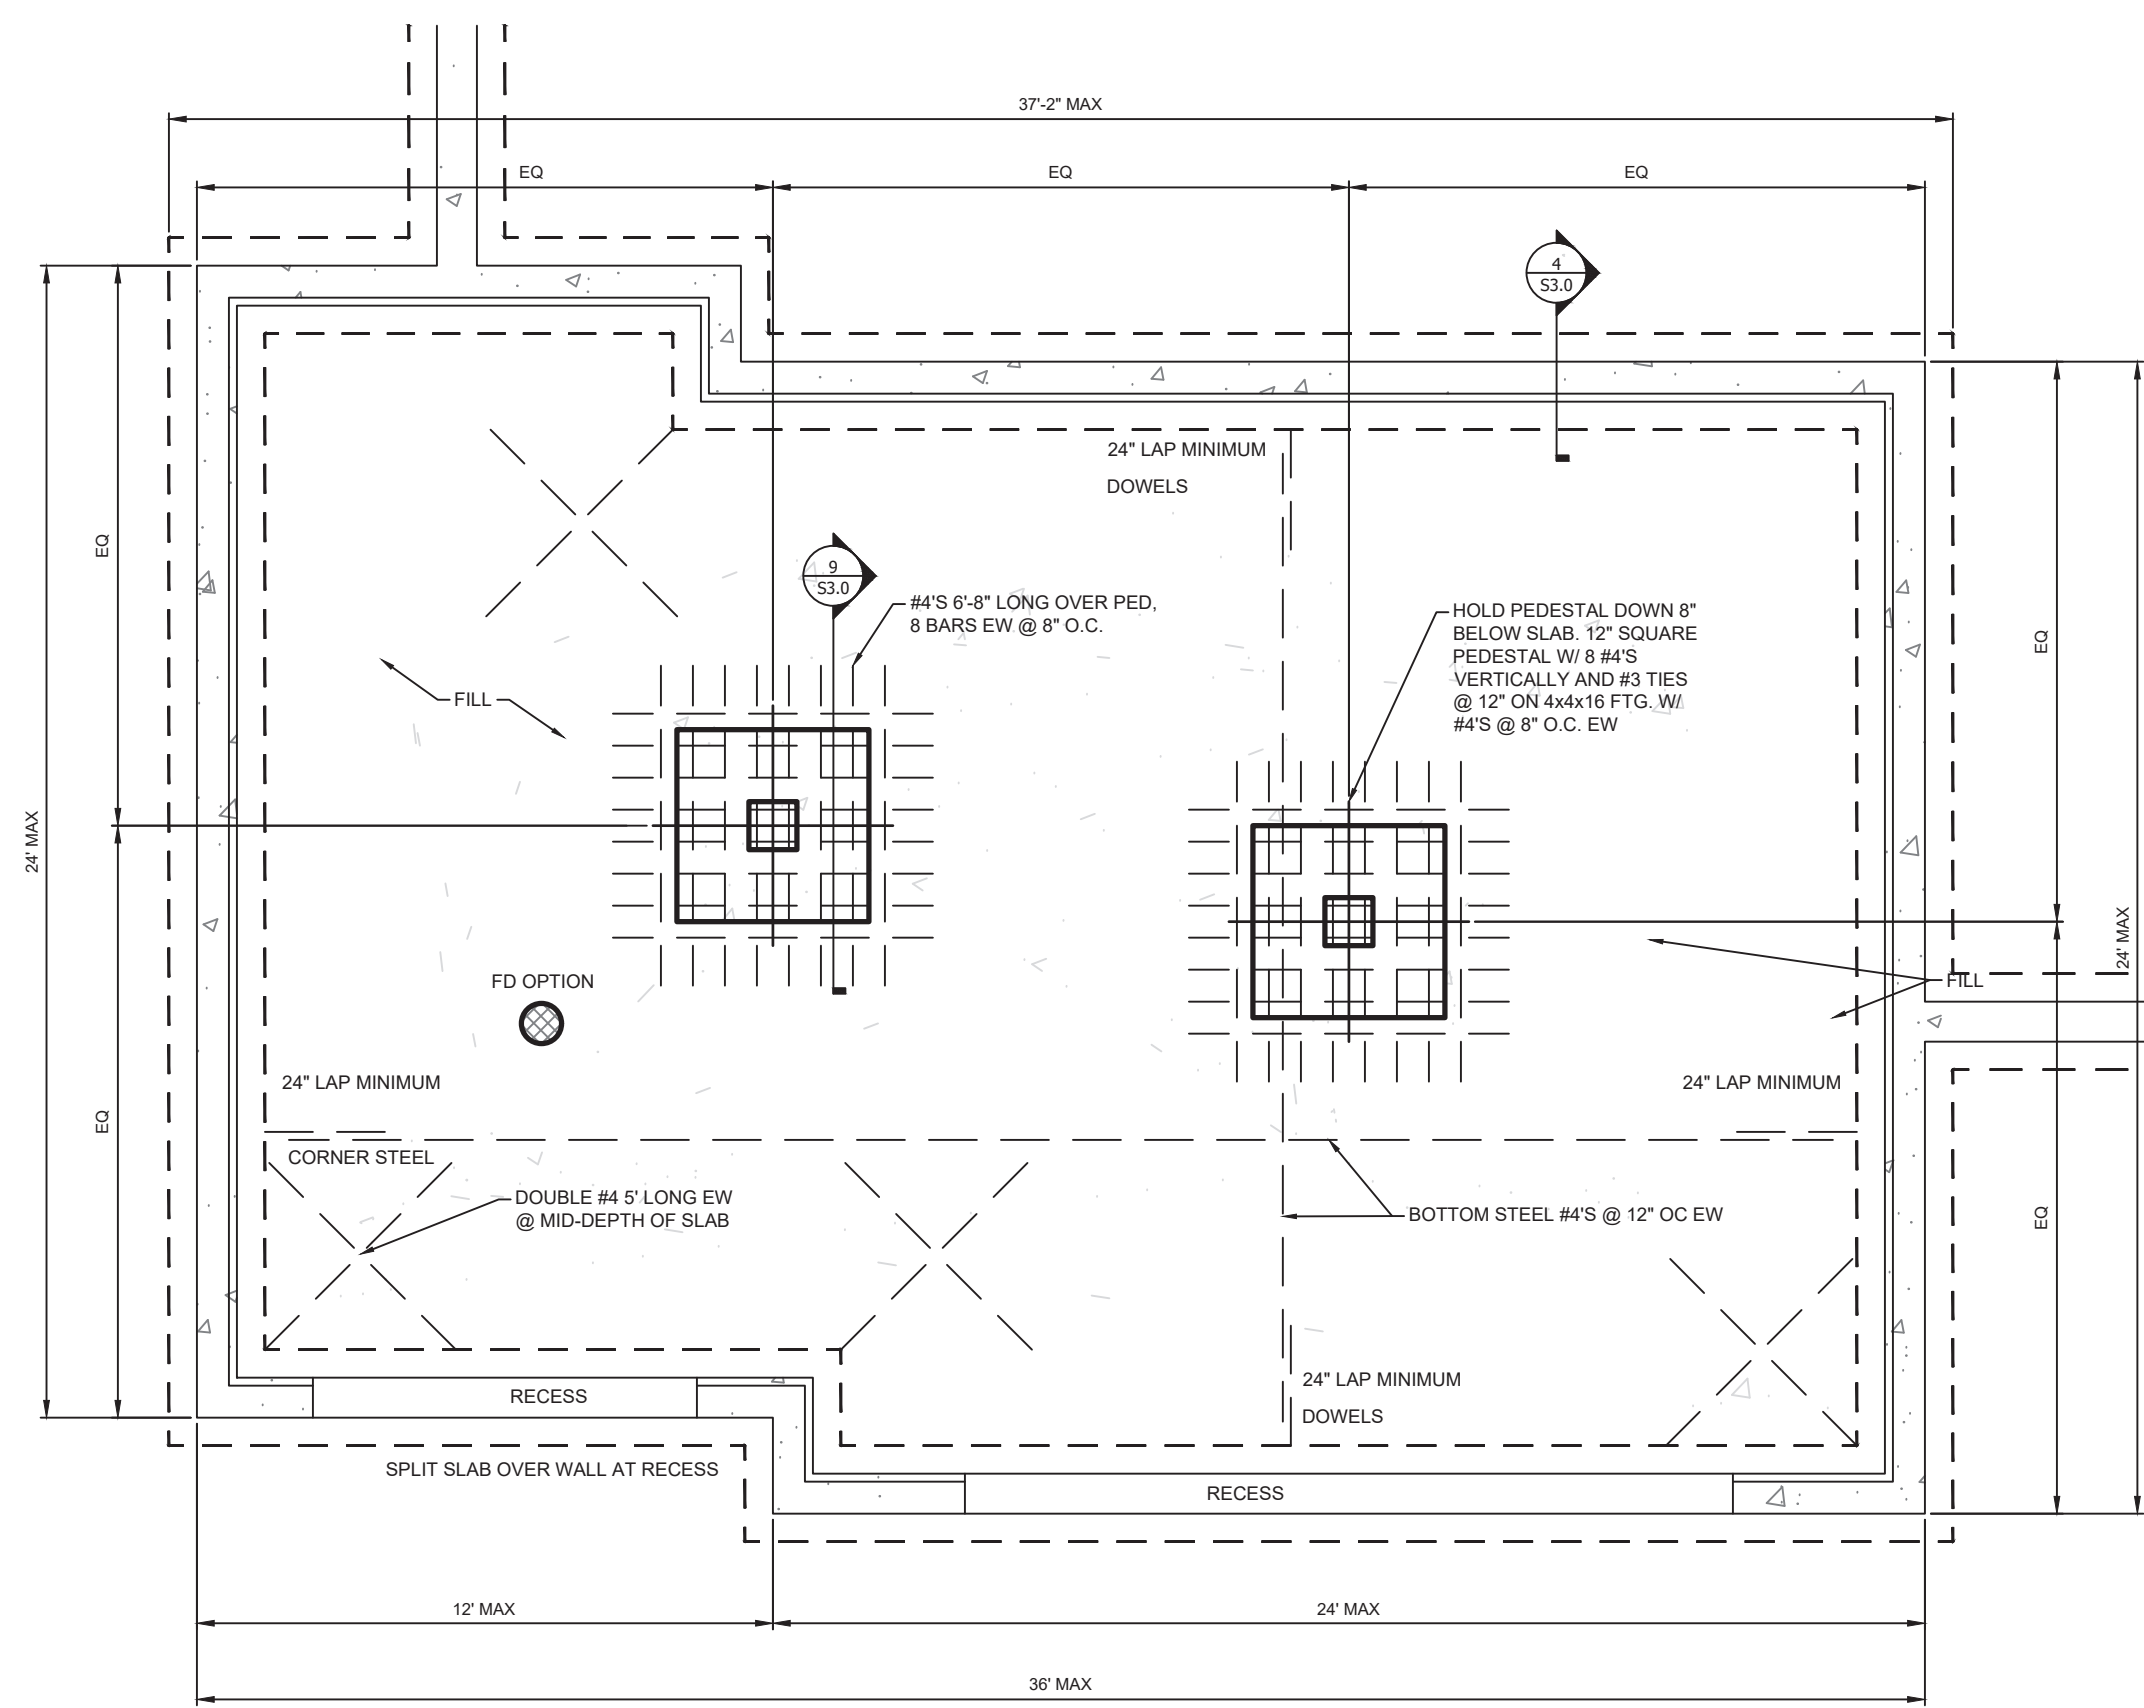 37'-2" MAX
EQ
EQ
EQ
4
S3.0
24" LAP MINIMUM
DOWELS
EQ
9
S3.0
#4'S 6'-8" LONG OVER PED,
8 BARS EW @ 8" O.C.
HOLD PEDESTAL DOWN 8"
BELOW SLAB. 12" SQUARE
PEDESTAL W/ 8 #4'S
VERTICALLY AND #3 TIES
@ 12" ON 4x4x16 FTG. W/
#4'S @ 8" O.C. EW
EQ
FILL
24' MAX
24' MAX
FD OPTION
FILL
24" LAP MINIMUM
24" LAP MINIMUM
EQ
CORNER STEEL
DOUBLE #4 5' LONG EW
@ MID-DEPTH OF SLAB
BOTTOM STEEL #4'S @ 12" OC EW
EQ
24" LAP MINIMUM
DOWELS
RECESS
SPLIT SLAB OVER WALL AT RECESS
RECESS
12' MAX
24' MAX
36' MAX